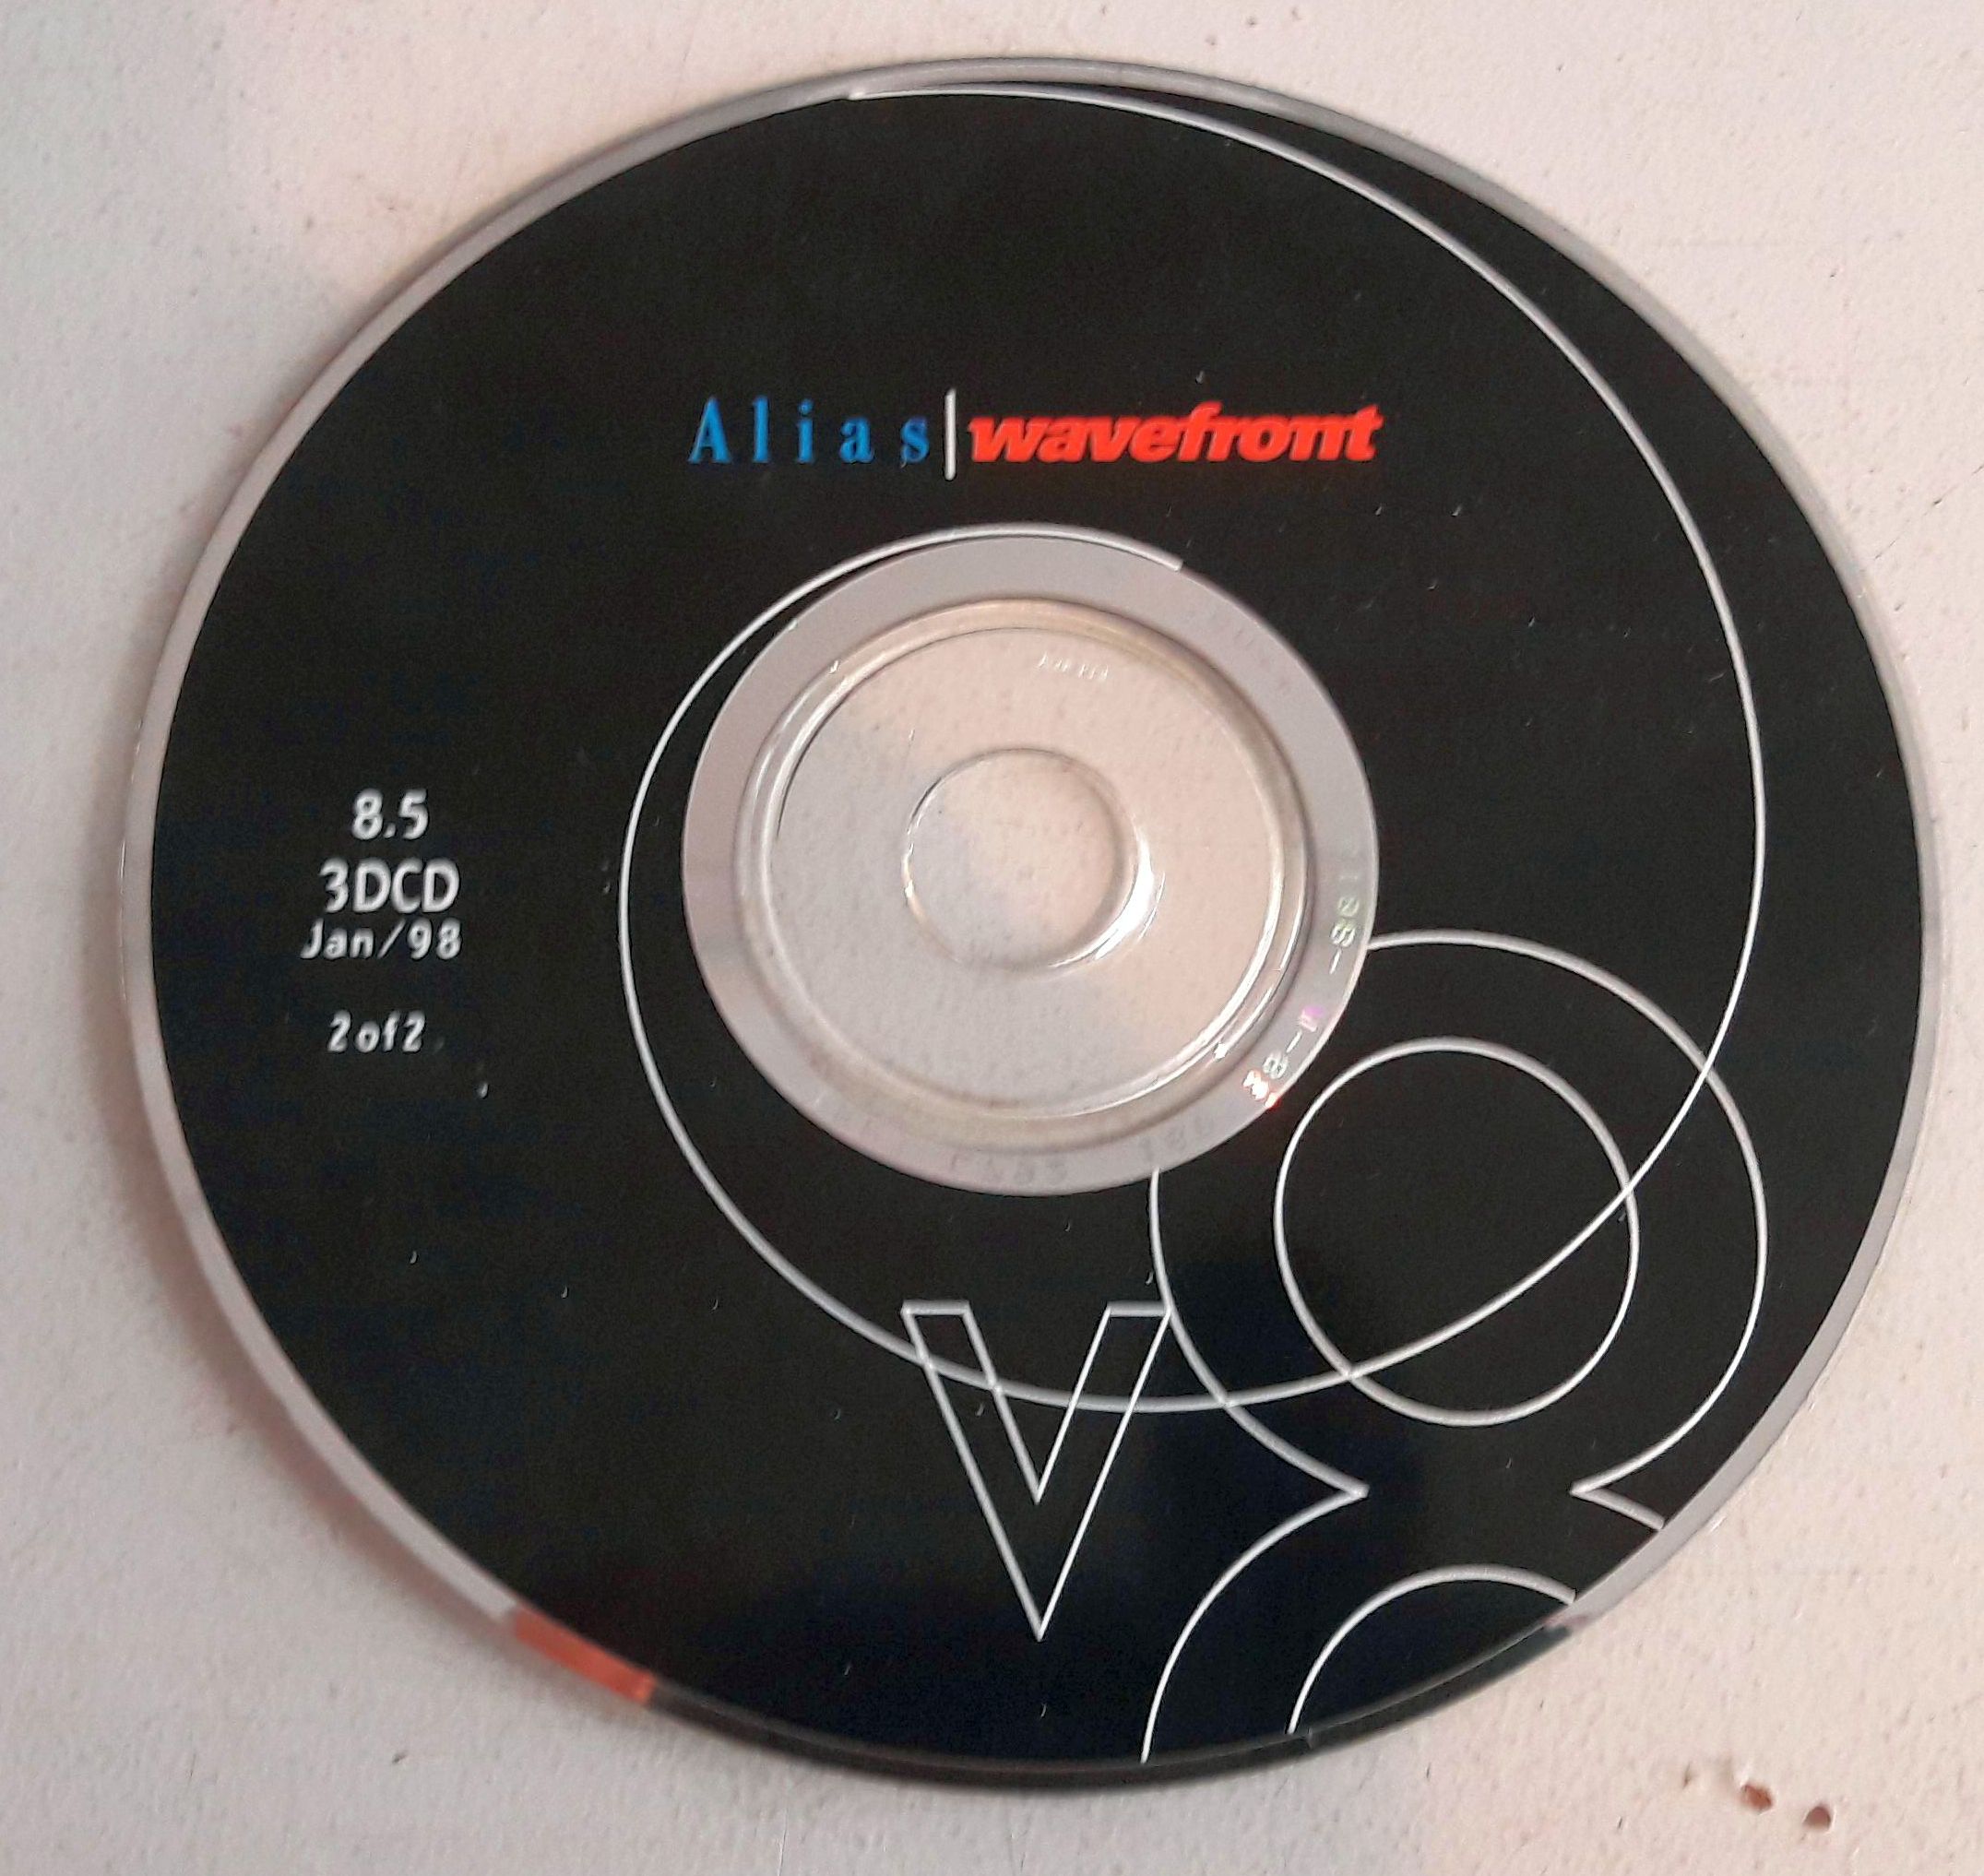 Alias|wavefront
8.5
3DCD
Jan/98
2of2
V8